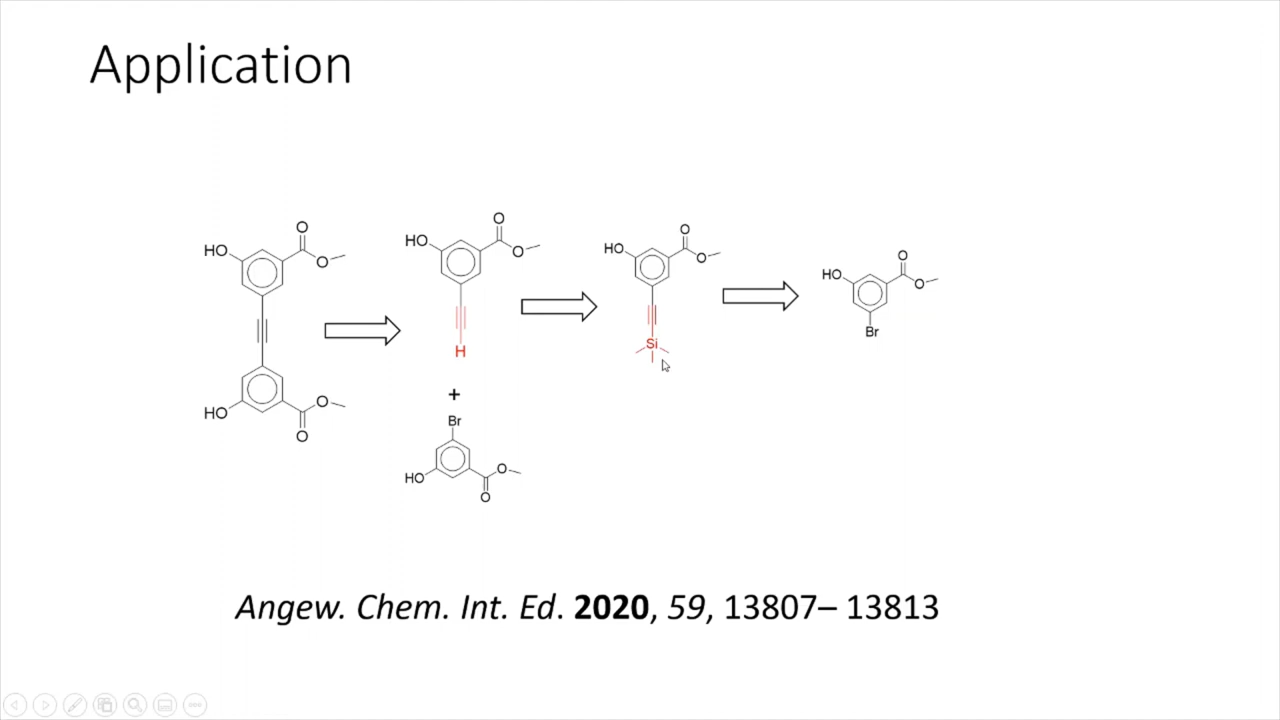 Application
HO O O
HO O O
H
HO O O
Si
HO O O
Br
+
HO O O
Br
HO O O
Angew. Chem. Int. Ed. 2020, 59, 13807– 13813